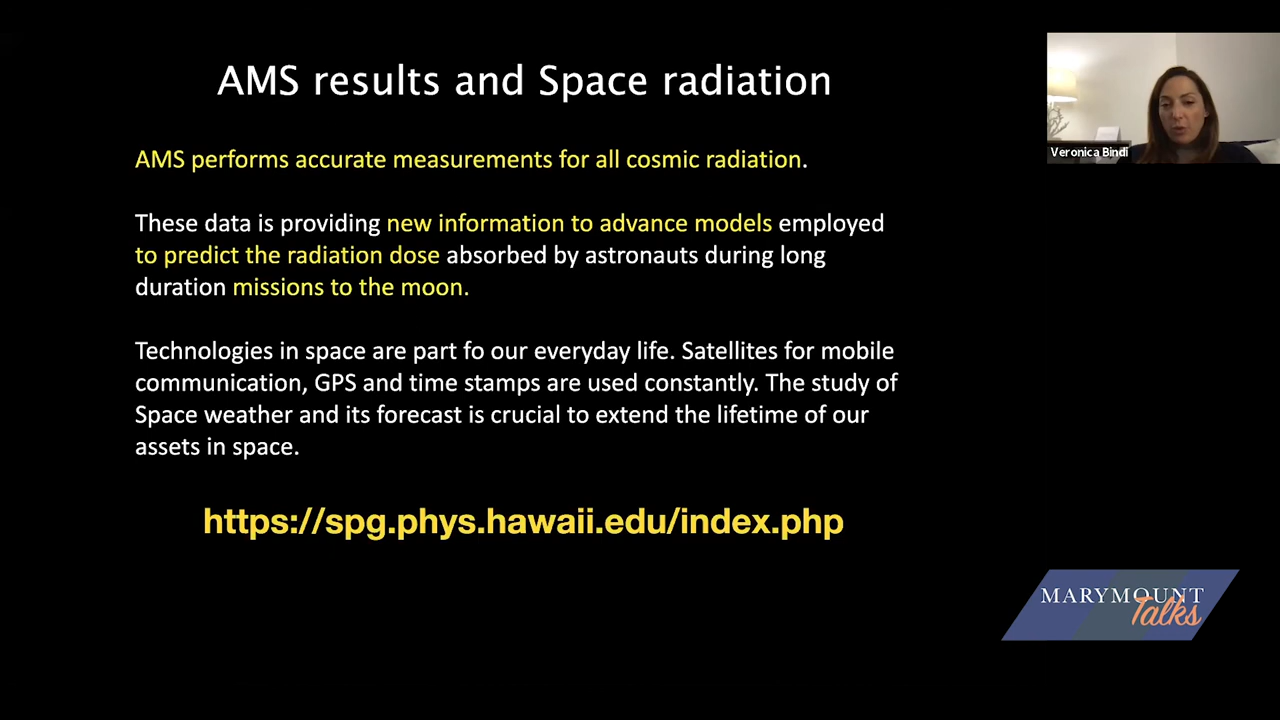 AMS results and Space radiation
Veronica Bindi
AMS performs accurate measurements for all cosmic radiation.
These data is providing new information to advance models employed
to predict the radiation dose absorbed by astronauts during long
duration missions to the moon.
Technologies in space are part fo our everyday life. Satellites for mobile
communication, GPS and time stamps are used constantly. The study of
Space weather and its forecast is crucial to extend the lifetime of our
assets in space.
https://spg.phys.hawaii.edu/index.php
MARYMOUNT
Talks